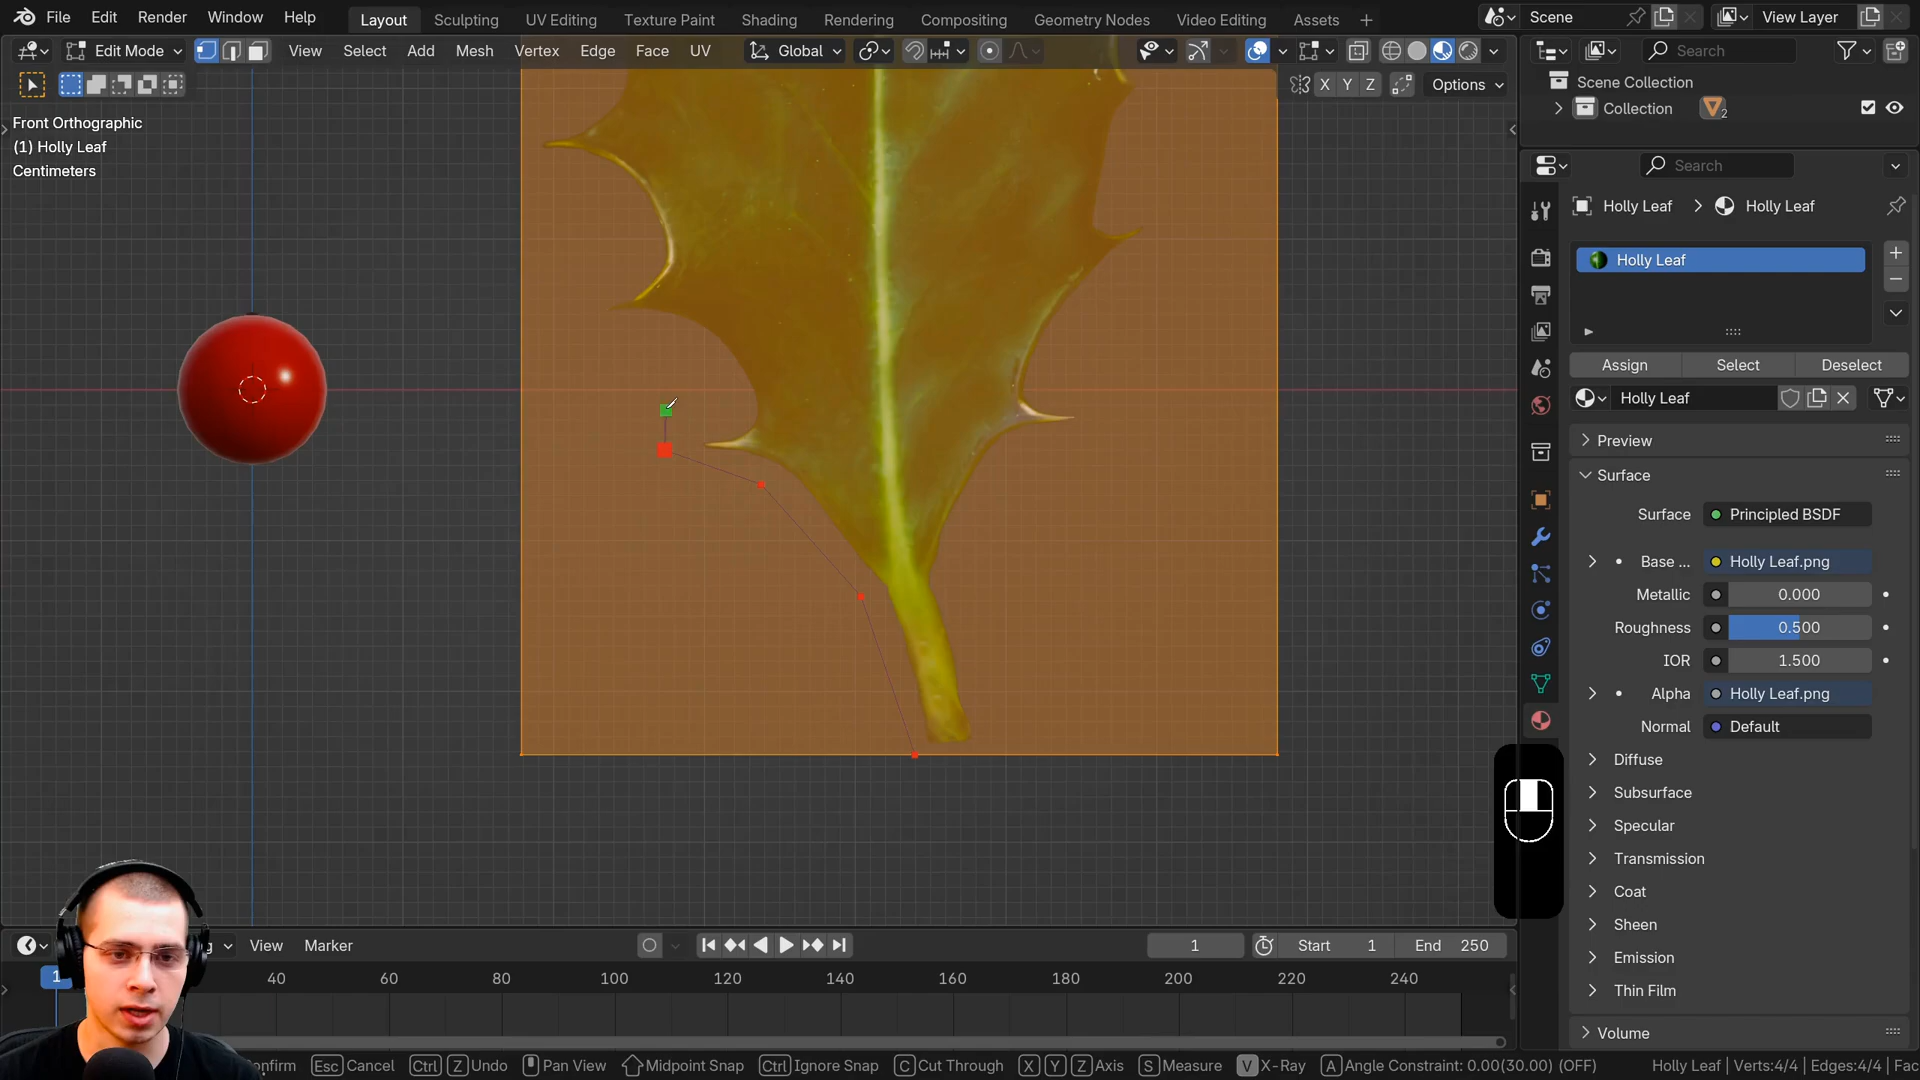 File Edit Render Window Help Layout Sculpting UV Editing Texture Paint Shading Rendering Compositing Geometry Nodes Video Editing Assets + Scene View Layer
Edit Mode View Select Add Mesh Vertex Edge Face UV Global Search
X Y Z Options
Scene Collection
Collection 2
Front Orthographic
(1) Holly Leaf
Centimeters
Search
Holly Leaf > Holly Leaf
Holly Leaf
Assign Select Deselect
Holly Leaf
Preview
Surface
Surface Principled BSDF
Base ... Holly Leaf.png
Metallic 0.000
Roughness 0.500
IOR 1.500
Alpha Holly Leaf.png
Normal Default
Diffuse
Subsurface
Specular
Transmission
Coat
Sheen
Emission
Thin Film
Volume
View Marker 1 Start 1 End 250
1 40 60 80 100 120 140 160 180 200 220 240
Esc Cancel Ctrl Z Undo Pan View Midpoint Snap Ctrl Ignore Snap C Cut Through X Y Z Axis S Measure V X-Ray A Angle Constraint: 0.00(30.00) (OFF) Holly Leaf | Verts:4/4 | Edges:4/4 | Fac